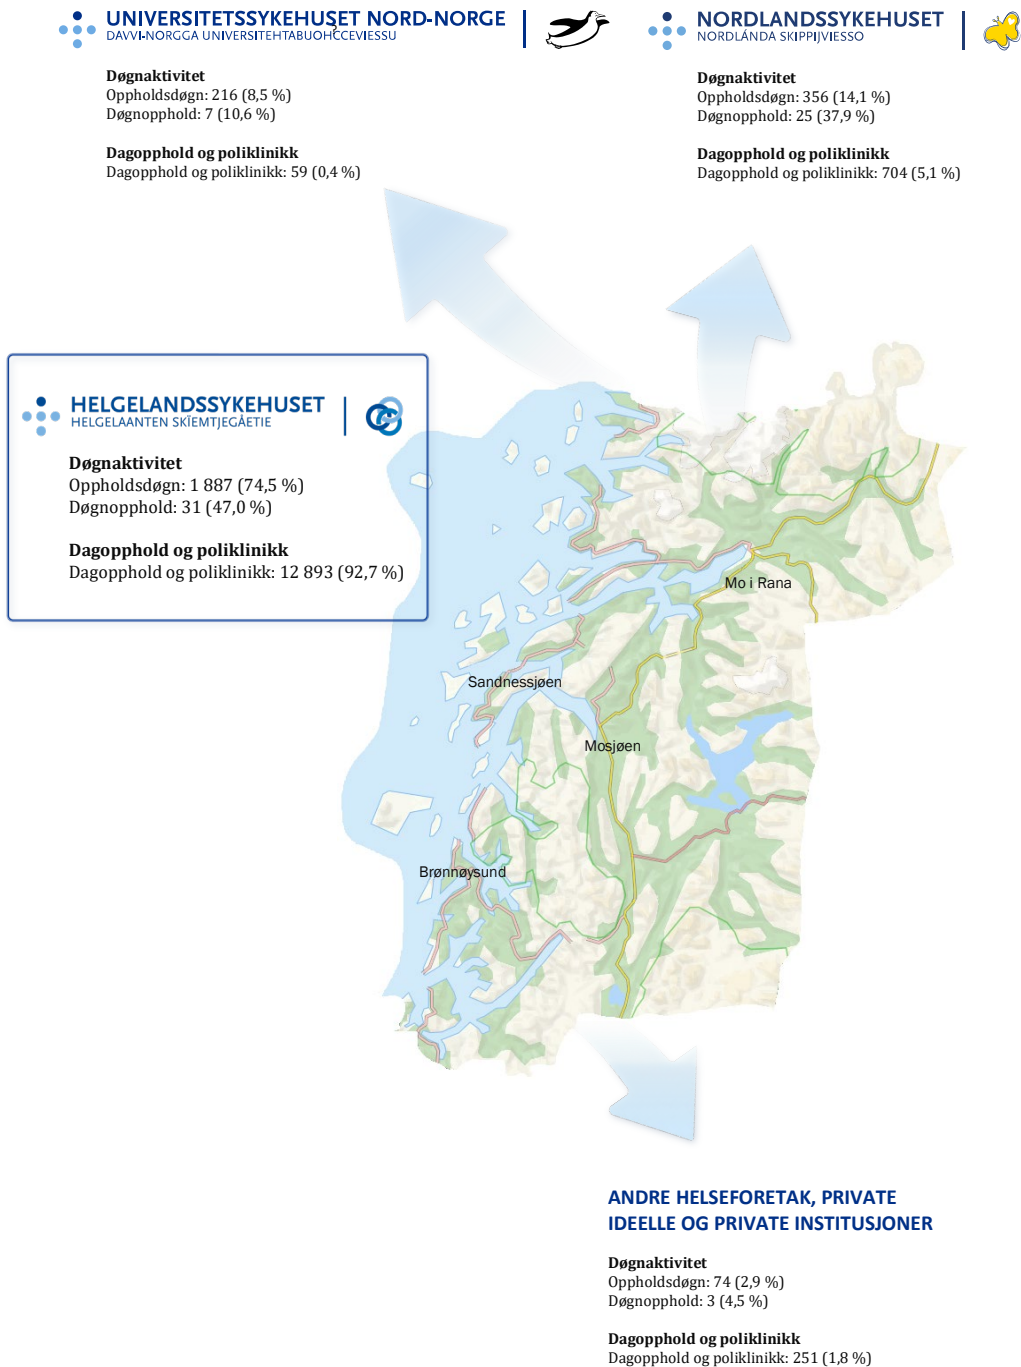 UNIVERSITETSSYKEHUSET NORD-NORGE
DAVVI-NORGGA UNIVERSITEHTABUOHCCEVIESSU
Døgnaktivitet
Oppholdsdøgn: 216 (8,5 %)
Døgnopphold: 7 (10,6 %)
Dagopphold og poliklinikk
Dagopphold og poliklinikk: 59 (0,4 %)
NORDLANDSSYKEHUSET
NORDLÁNDA SKIPPIJVIESSO
Døgnaktivitet
Oppholdsdøgn: 356 (14,1 %)
Døgnopphold: 25 (37,9 %)
Dagopphold og poliklinikk
Dagopphold og poliklinikk: 704 (5,1 %)
HELGELANDSSYKEHUSET
HELGELAANTEN SKÏEMTJEGÅETIE
Døgnaktivitet
Oppholdsdøgn: 1 887 (74,5 %)
Døgnopphold: 31 (47,0 %)
Dagopphold og poliklinikk
Dagopphold og poliklinikk: 12 893 (92,7 %)
Mo i Rana
Sandnessjøen
Mosjøen
Brønnøysund
ANDRE HELSEFORETAK, PRIVATE
IDEELLE OG PRIVATE INSTITUSJONER
Døgnaktivitet
Oppholdsdøgn: 74 (2,9 %)
Døgnopphold: 3 (4,5 %)
Dagopphold og poliklinikk
Dagopphold og poliklinikk: 251 (1,8 %)